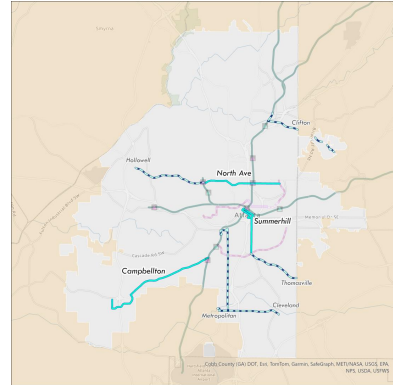 Smyrna
Clifton
Hollowell
North Ave
Summerhill
Campbellton
Thomasville
Cleveland
Metropolitan
Cobb County (GA) DOT, Esri, TomTom, Garmin, SafeGraph, METI/NASA, USGS, EPA,
NPS, USDA, USFWS